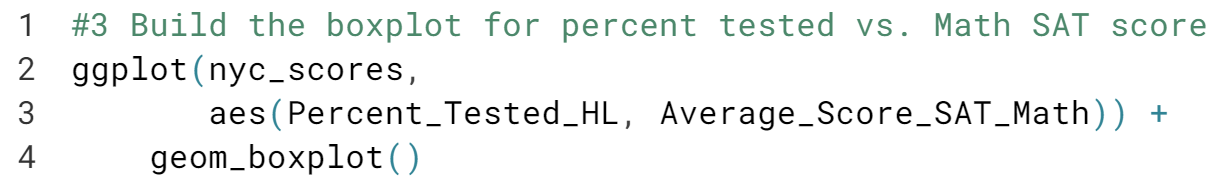 1 #3 Build the boxplot for percent tested vs. Math SAT score
2 ggplot(nyc_scores,
3        aes(Percent_Tested_HL, Average_Score_SAT_Math)) +
4     geom_boxplot()